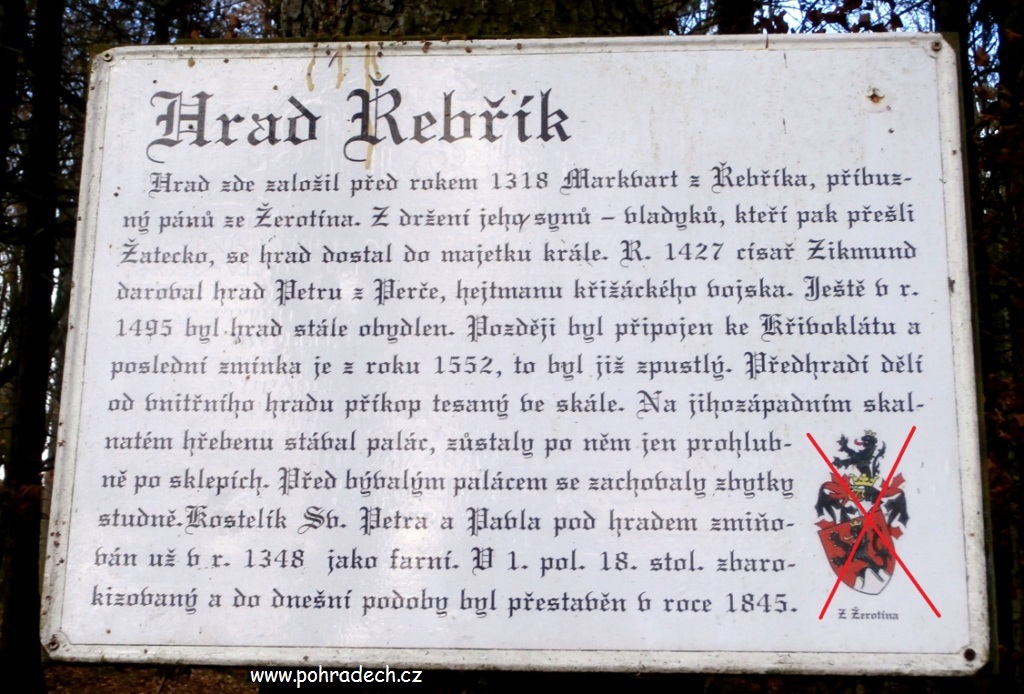 Hrad Řebřík
Hrad zde založil před rokem 1318 Markvart z Řebříka, příbuz-
ný pánů ze Žerotína. Z držení jeho synů – vladyků, kteří pak přešli
Žatecko, se hrad dostal do majetku krále. R. 1427 císař Zikmund
daroval hrad Petru z Perče, hejtmanu křižáckého vojska. Ještě v r.
1495 byl hrad stále obydlen. Později byl připojen ke Křivoklátu a
poslední zmínka je z roku 1552, to byl již zpustlý. Předhradí dělí
od vnitřního hradu příkop tesaný ve skále. Na jihozápadním skal-
natém hřebenu stával palác, zůstaly po něm jen prohlub-
ně po sklepích. Před bývalým palácem se zachovaly zbytky
studně.Kostelík Sv. Petra a Pavla pod hradem zmiňo-
ván už v r. 1348 jako farní. V 1. pol. 18. stol. zbaro-
kizovaný a do dnešní podoby byl přestavěn v roce 1845.
Z Žerotína
www.pohradech.cz